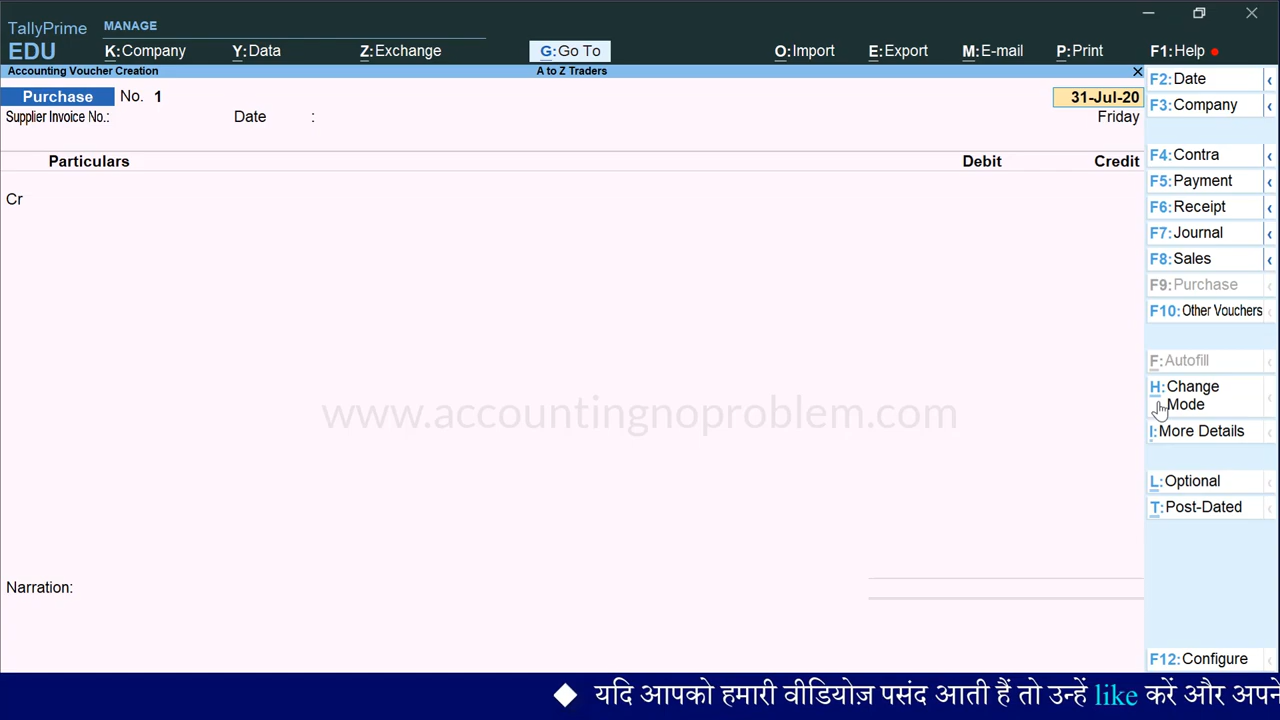 TallyPrime MANAGE
EDU K:Company Y:Data Z:Exchange G:Go To O:Import E:Export M:E-mail P:Print F1:Help
Accounting Voucher Creation A to Z Traders
Purchase No. 1 31-Jul-20
Supplier Invoice No.: Date : Friday
Particulars Debit Credit
Cr
www.accountingnoproblem.com
Narration:
F2:Date
F3:Company
F4:Contra
F5:Payment
F6:Receipt
F7:Journal
F8:Sales
F9:Purchase
F10:Other Vouchers
F:Autofill
H:Change
Mode
I:More Details
L:Optional
T:Post-Dated
F12:Configure
यदि आपको हमारी वीडियोज़ पसंद आती हैं तो उन्हें like करें और अपने